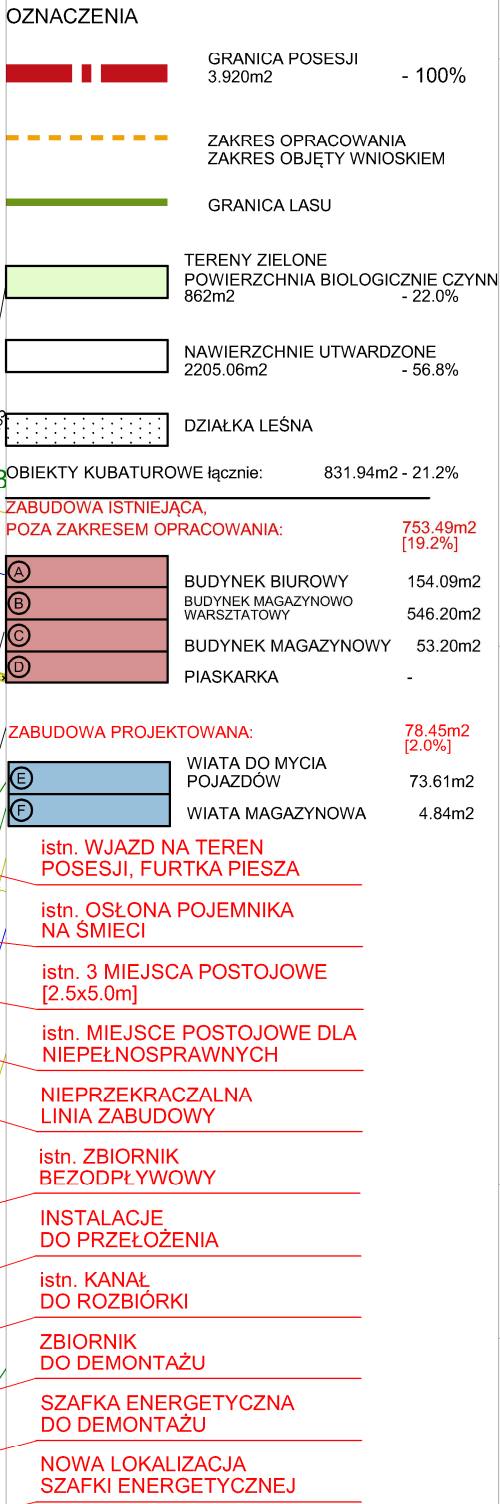 OZNACZENIA
GRANICA POSESJI
3.920m2 - 100%
ZAKRES OPRACOWANIA
ZAKRES OBJĘTY WNIOSKIEM
GRANICA LASU
TERENY ZIELONE
POWIERZCHNIA BIOLOGICZNIE CZYNN
862m2 - 22.0%
NAWIERZCHNIE UTWARDZONE
2205.06m2 - 56.8%
DZIAŁKA LEŚNA
OBIEKTY KUBATUROWE łącznie: 831.94m2 - 21.2%
ZABUDOWA ISTNIEJĄCA,
POZA ZAKRESEM OPRACOWANIA: 753.49m2
[19.2%]
A BUDYNEK BIUROWY 154.09m2
B BUDYNEK MAGAZYNOWO
WARSZTATOWY 546.20m2
C BUDYNEK MAGAZYNOWY 53.20m2
D PIASKARKA -
ZABUDOWA PROJEKTOWANA: 78.45m2
[2.0%]
E WIATA DO MYCIA
POJAZDÓW 73.61m2
F WIATA MAGAZYNOWA 4.84m2
istn. WJAZD NA TEREN
POSESJI, FURTKA PIESZA
istn. OSŁONA POJEMNIKA
NA ŚMIECI
istn. 3 MIEJSCA POSTOJOWE
[2.5x5.0m]
istn. MIEJSCE POSTOJOWE DLA
NIEPEŁNOSPRAWNYCH
NIEPRZEKRACZALNA
LINIA ZABUDOWY
istn. ZBIORNIK
BEZODPŁYWOWY
INSTALACJE
DO PRZEŁOŻENIA
istn. KANAŁ
DO ROZBIÓRKI
ZBIORNIK
DO DEMONTAŻU
SZAFKA ENERGETYCZNA
DO DEMONTAŻU
NOWA LOKALIZACJA
SZAFKI ENERGETYCZNEJ